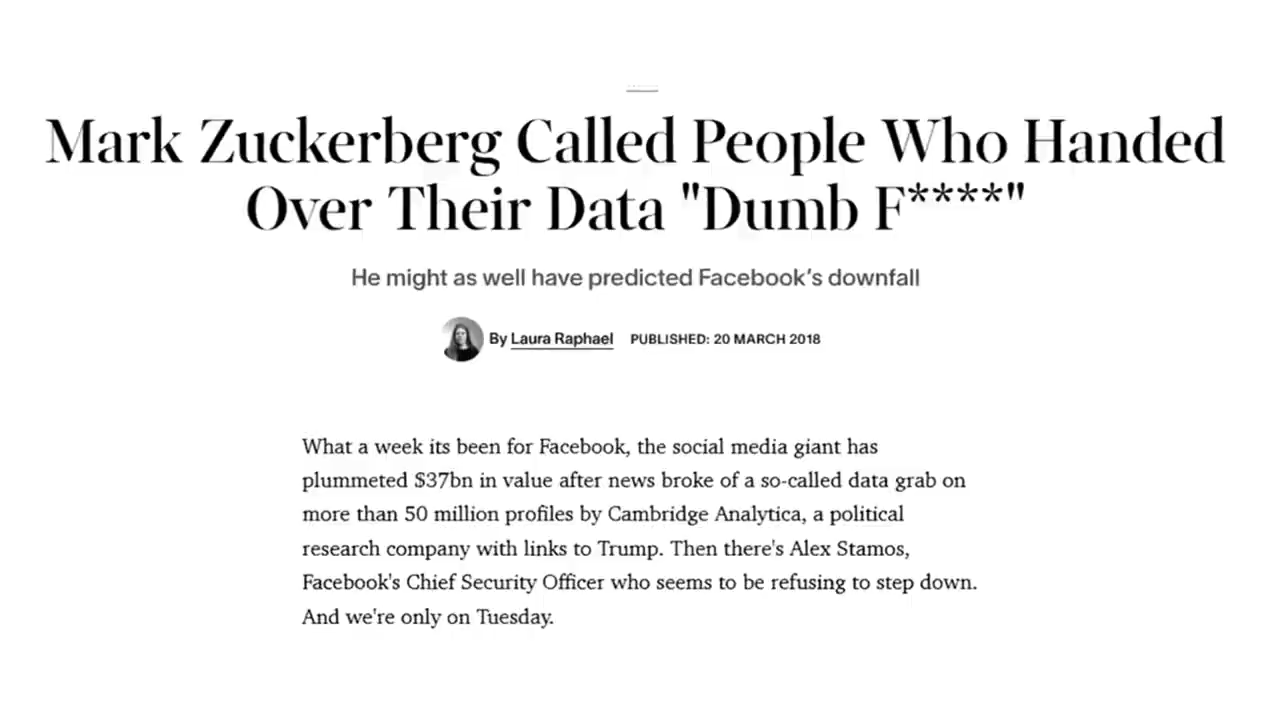 Mark Zuckerberg Called People Who Handed
Over Their Data "Dumb F****"
He might as well have predicted Facebook's downfall
By Laura Raphael PUBLISHED: 20 MARCH 2018
What a week its been for Facebook, the social media giant has
plummeted $37bn in value after news broke of a so-called data grab on
more than 50 million profiles by Cambridge Analytica, a political
research company with links to Trump. Then there's Alex Stamos,
Facebook's Chief Security Officer who seems to be refusing to step down.
And we're only on Tuesday.